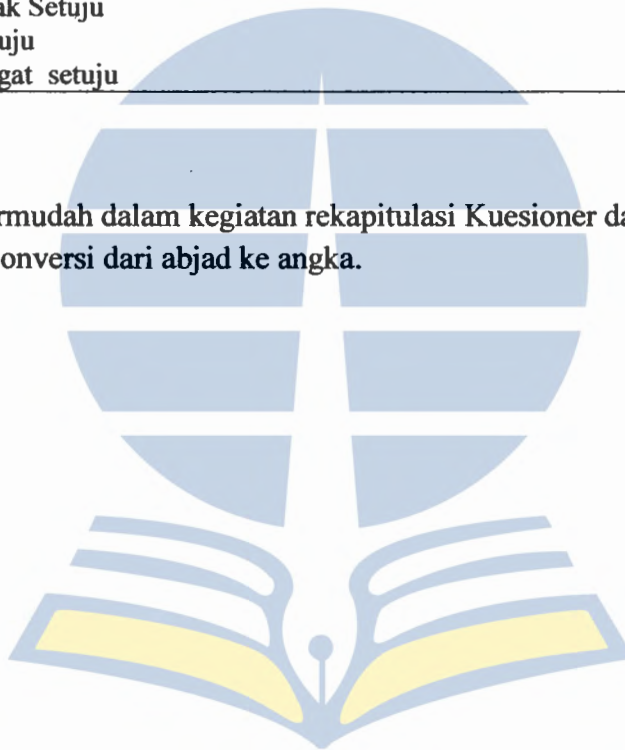 ak Setuju
uju
gat setuju
rmudah dalam kegiatan rekapitulasi Kuesioner da
onversi dari abjad ke angka.